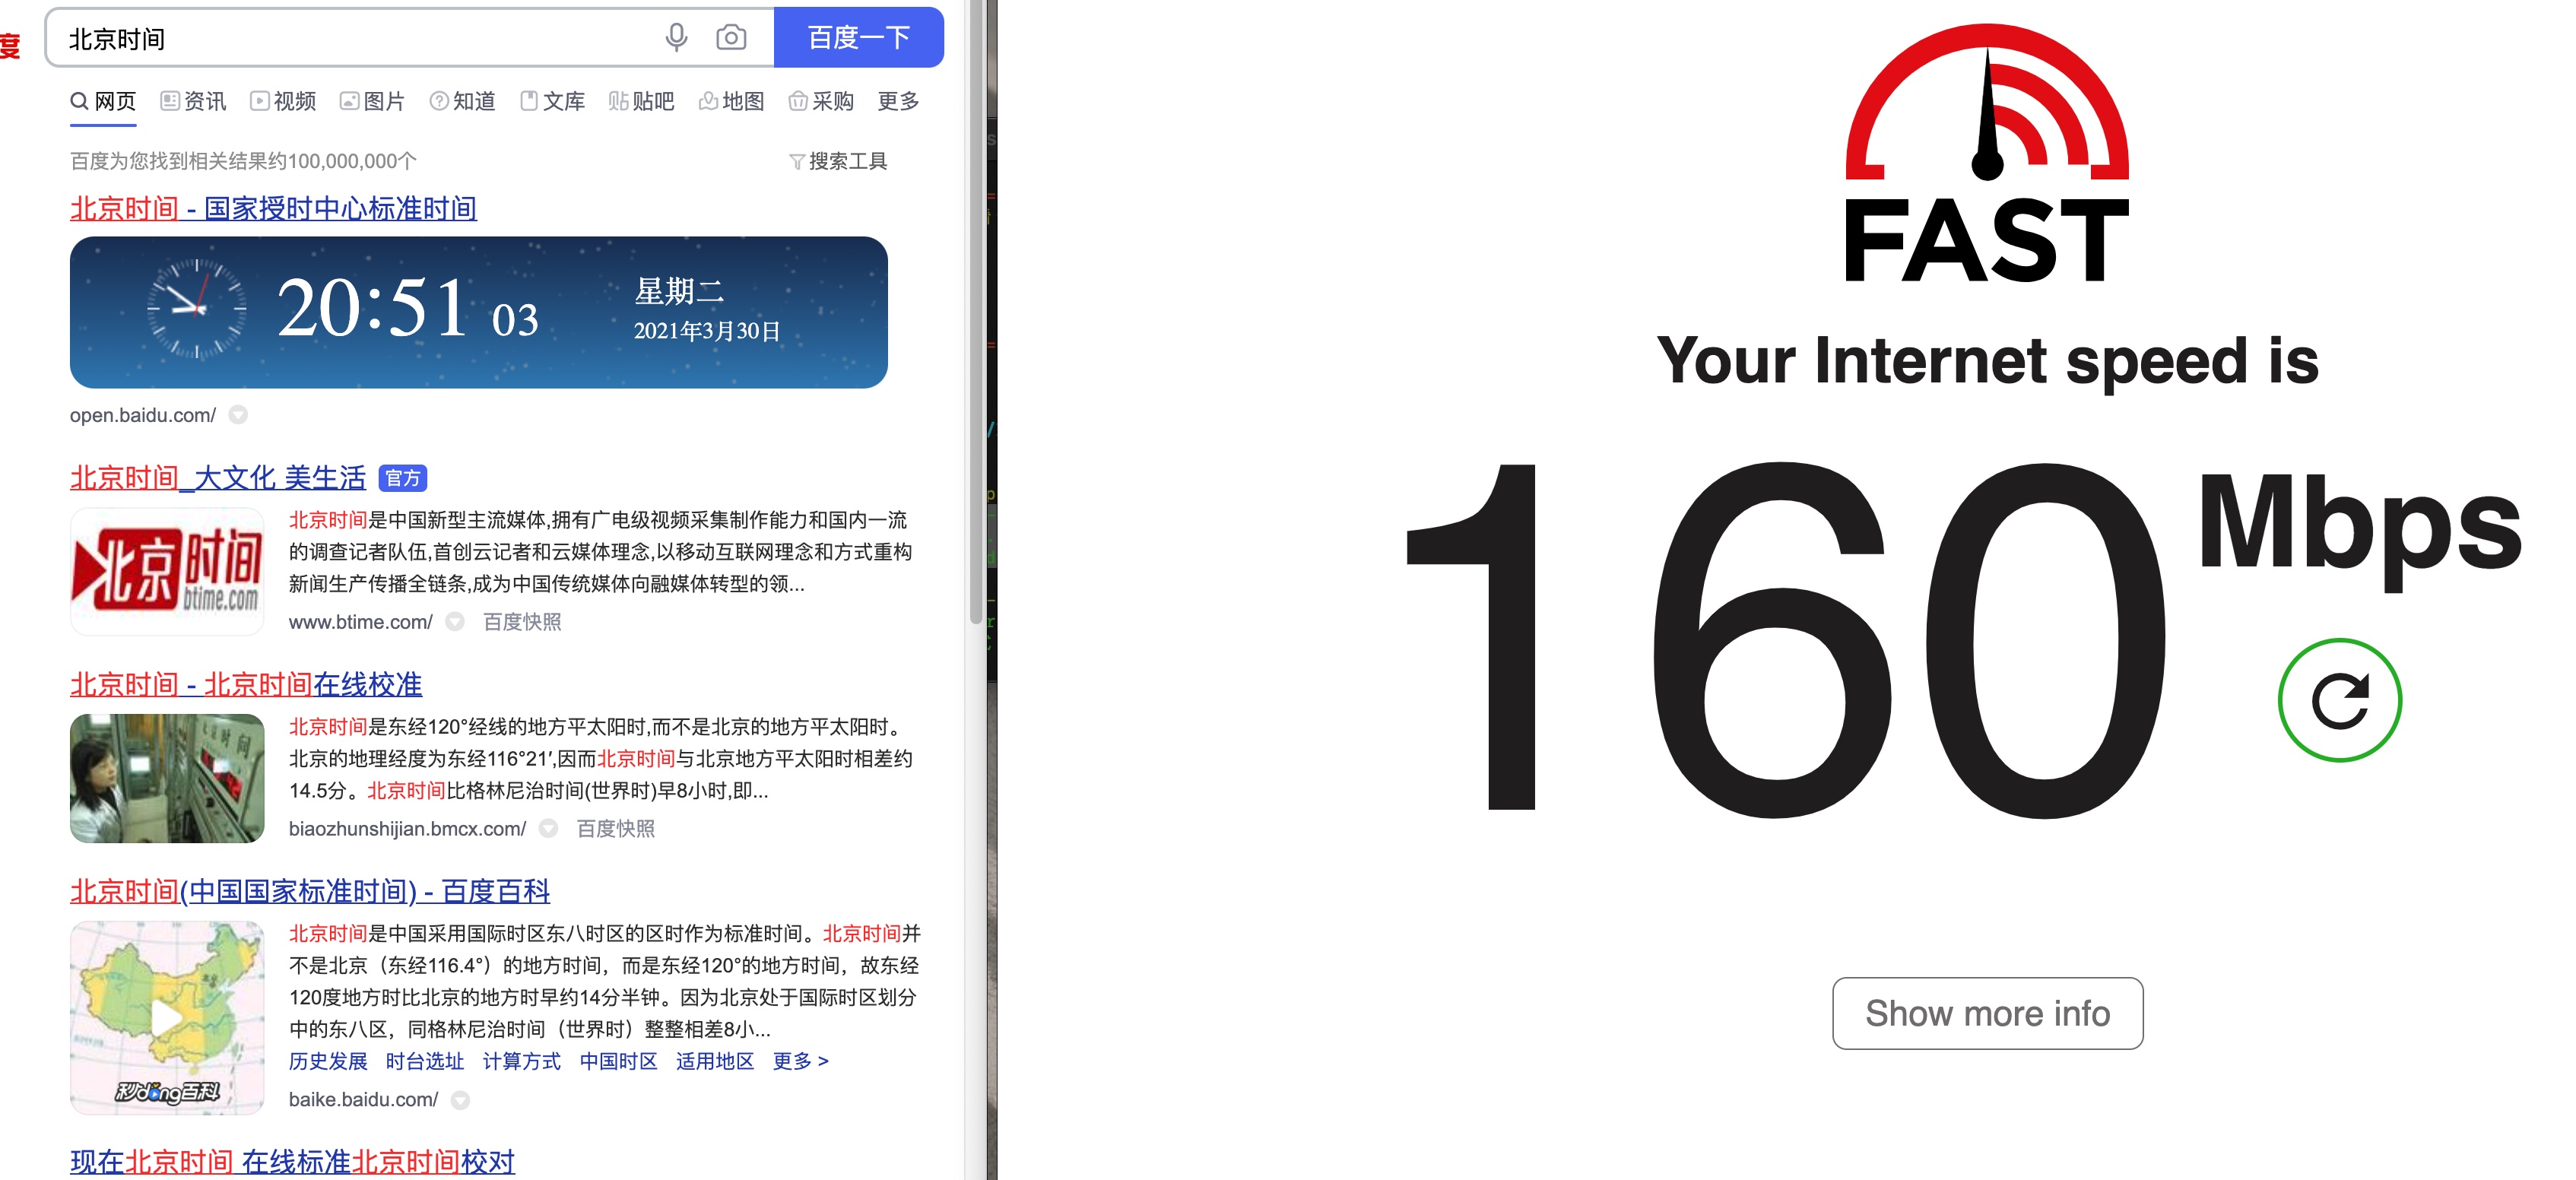 度
北京时间
百度一下
网页 资讯 视频 图片 知道 文库 贴吧 地图 采购 更多
百度为您找到相关结果约100,000,000个
搜索工具
北京时间 - 国家授时中心标准时间
20:51 03
星期二
2021年3月30日
open.baidu.com/
北京时间_大文化 美生活 官方
北京时间
btime.com
北京时间是中国新型主流媒体,拥有广电级视频采集制作能力和国内一流
的调查记者队伍,首创云记者和云媒体理念,以移动互联网理念和方式重构
新闻生产传播全链条,成为中国传统媒体向融媒体转型的领...
www.btime.com/ 百度快照
北京时间 - 北京时间在线校准
北京时间是东经120°经线的地方平太阳时,而不是北京的地方平太阳时。
北京的地理经度为东经116°21′,因而北京时间与北京地方平太阳时相差约
14.5分。北京时间比格林尼治时间(世界时)早8小时,即...
biaozhunshijian.bmcx.com/ 百度快照
北京时间(中国国家标准时间) - 百度百科
北京时间是中国采用国际时区东八时区的区时作为标准时间。北京时间并
不是北京（东经116.4°）的地方时间，而是东经120°的地方时间，故东经
120度地方时比北京的地方时早约14分半钟。因为北京处于国际时区划分
中的东八区，同格林尼治时间（世界时）整整相差8小...
历史发展 时台选址 计算方式 中国时区 适用地区 更多 >
秒dong百科
baike.baidu.com/
现在北京时间 在线标准北京时间校对
FAST
Your Internet speed is
160 Mbps
Show more info